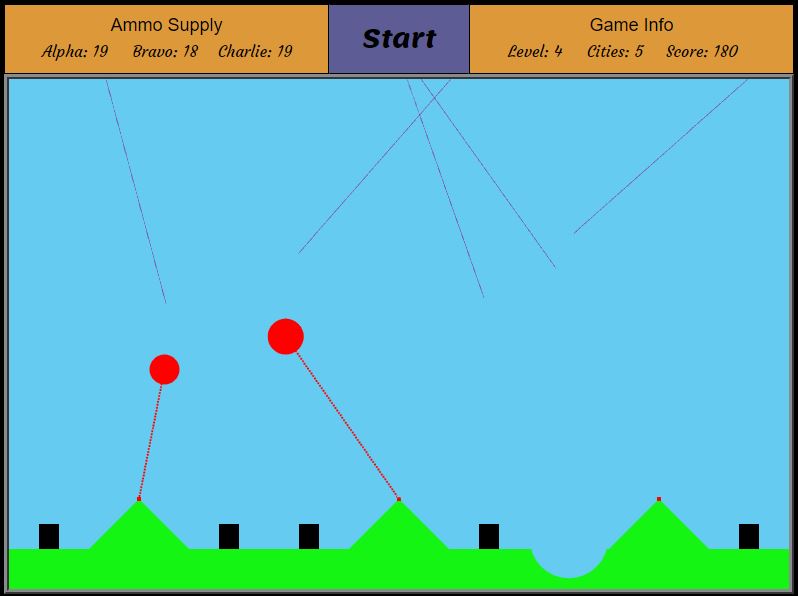 Ammo Supply
Alpha: 19 Bravo: 18 Charlie: 19
Start
Game Info
Level: 4 Cities: 5 Score: 180